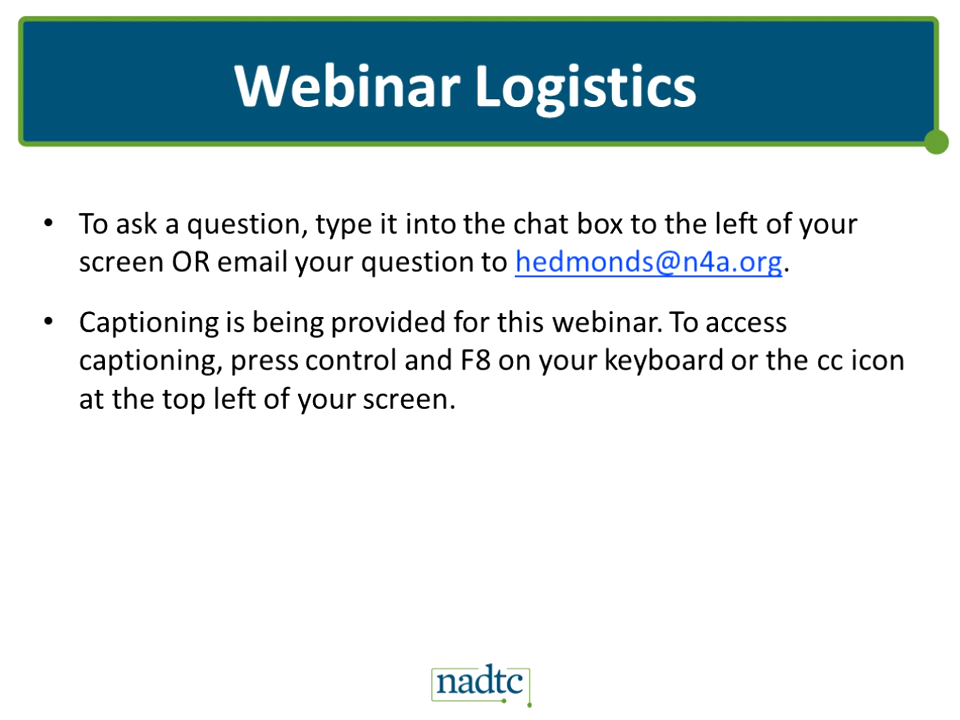 Webinar Logistics
• To ask a question, type it into the chat box to the left of your
screen OR email your question to hedmonds@n4a.org.
• Captioning is being provided for this webinar. To access
captioning, press control and F8 on your keyboard or the cc icon
at the top left of your screen.
nadtc